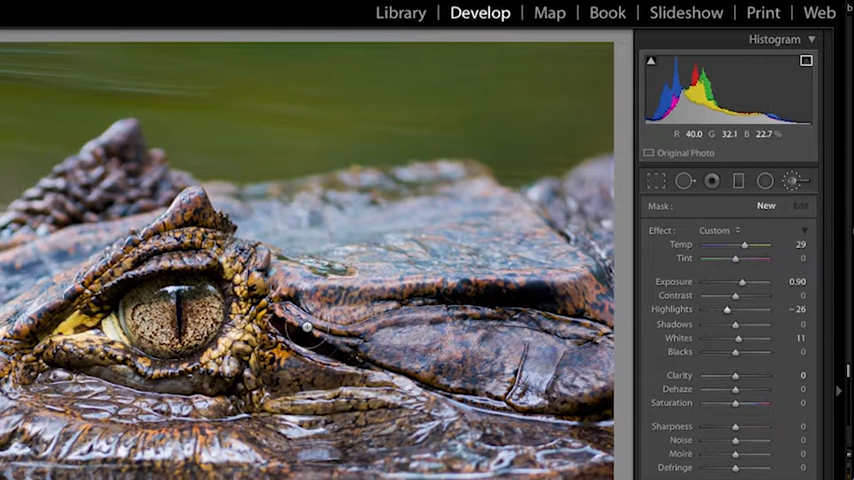 Library | Develop | Map | Book | Slideshow | Print | Web
Histogram
R 40.0 G 32.1 B 22.7 %
Original Photo
Mask : New Edit
Effect : Custom
Temp 29
Tint 0
Exposure 0.90
Contrast 0
Highlights - 26
Shadows 0
Whites 11
Blacks 0
Clarity 0
Dehaze 0
Saturation 0
Sharpness 0
Noise 0
Moiré 0
Defringe 0